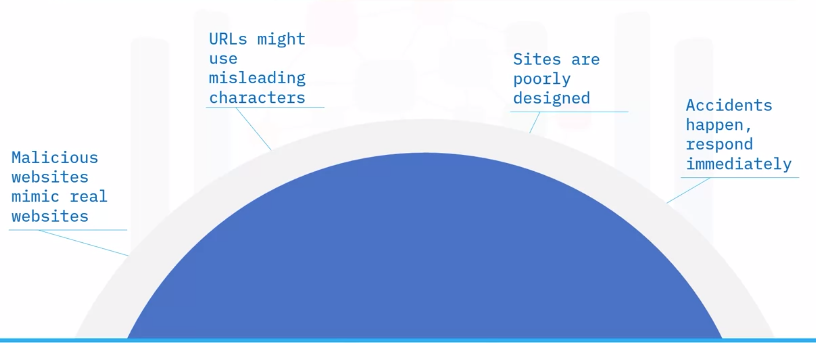 URLs might
use
misleading
characters
Sites are
poorly
designed
Accidents
happen,
respond
immediately
Malicious
websites
mimic real
websites